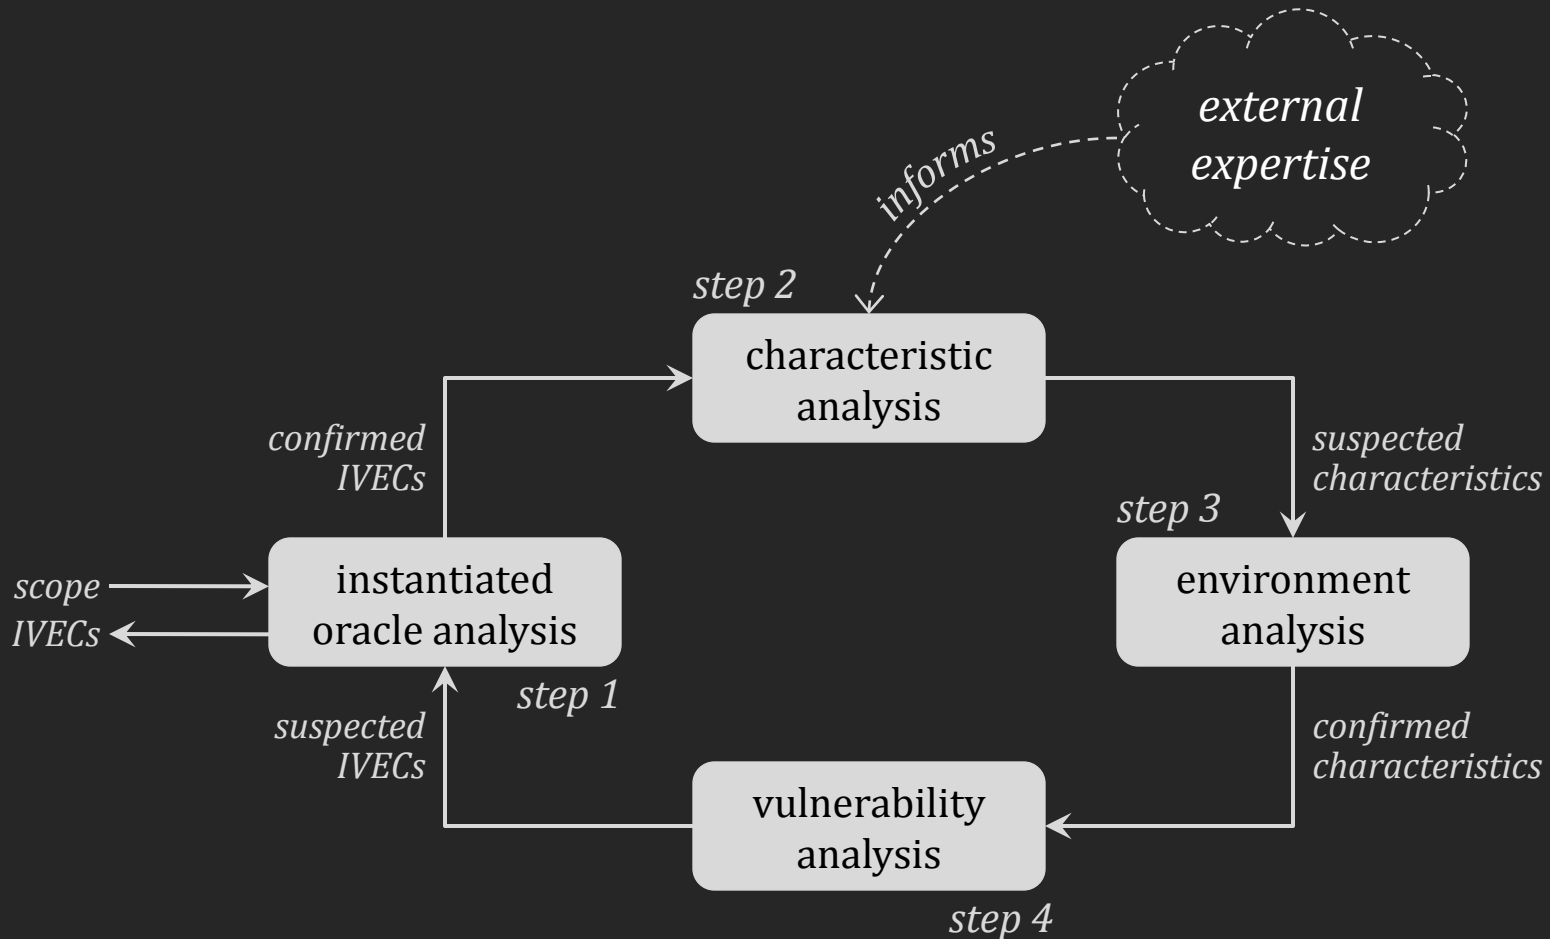 external
expertise
informs
step 2
characteristic
analysis
confirmed
IVECs
suspected
characteristics
step 3
scope
IVECs
instantiated
oracle analysis
environment
analysis
step 1
suspected
IVECs
confirmed
characteristics
vulnerability
analysis
step 4